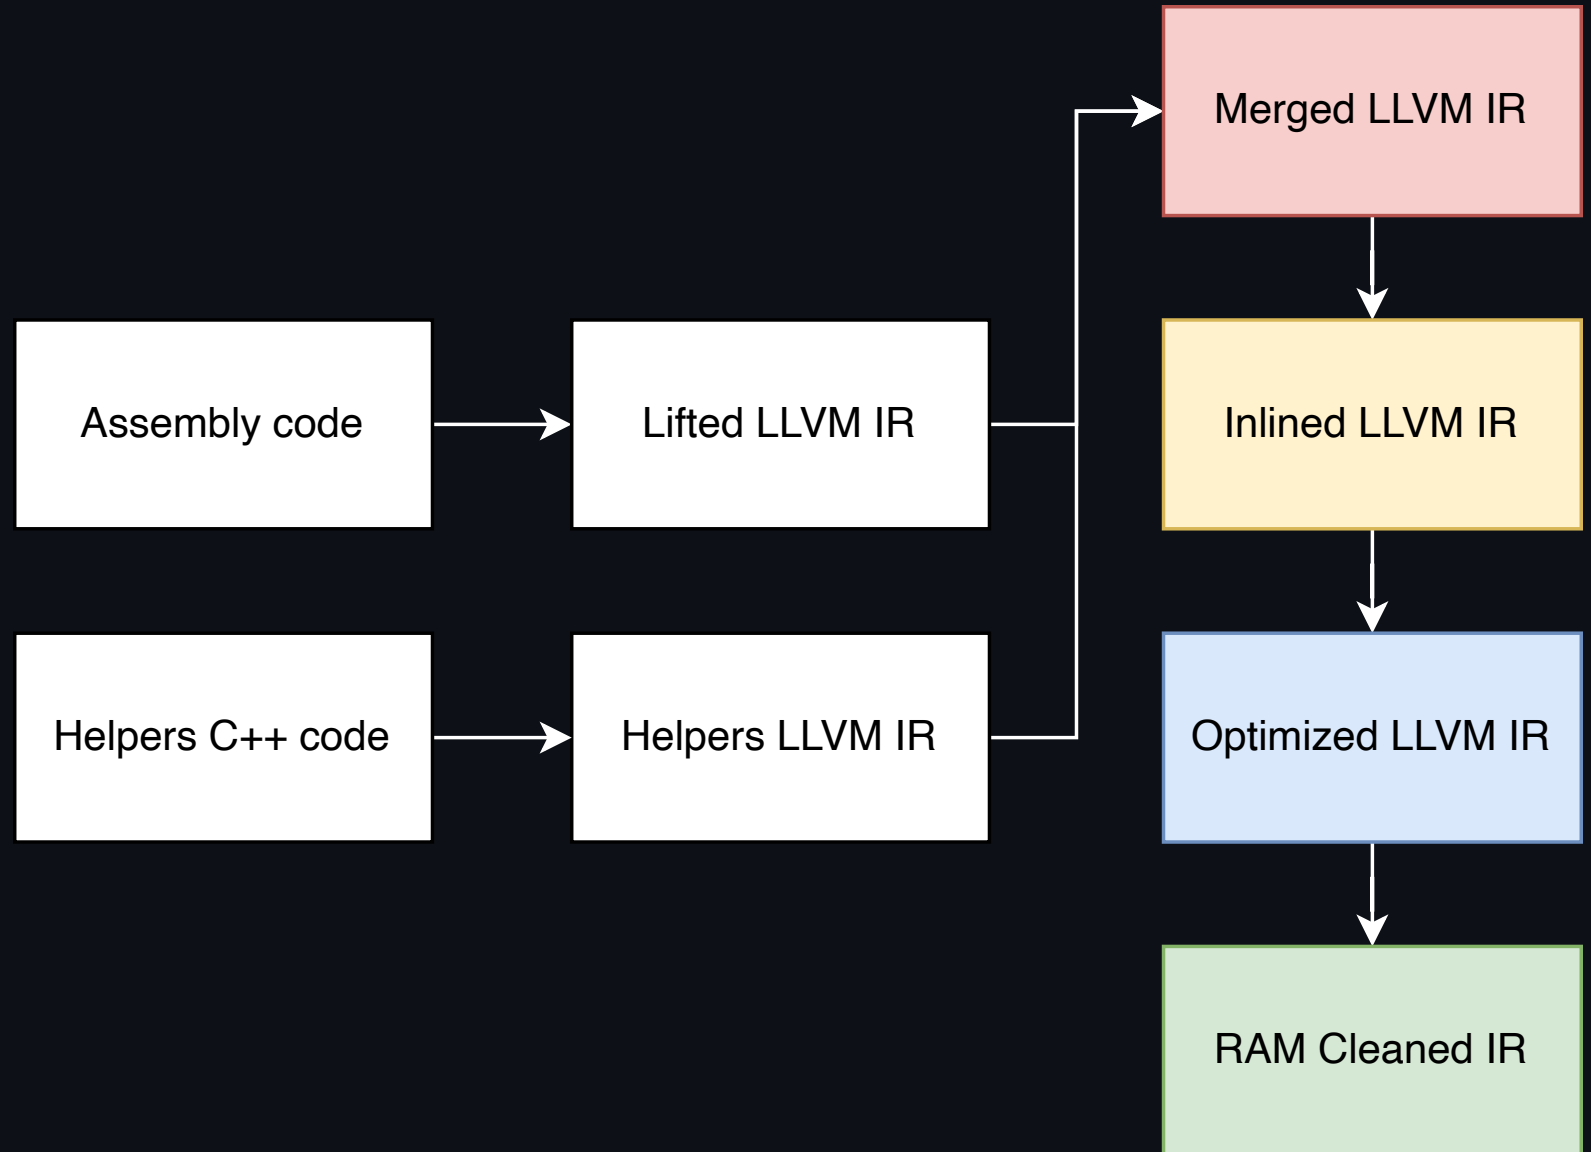 Merged LLVM IR
Assembly code
Lifted LLVM IR
Inlined LLVM IR
Helpers C++ code
Helpers LLVM IR
Optimized LLVM IR
RAM Cleaned IR